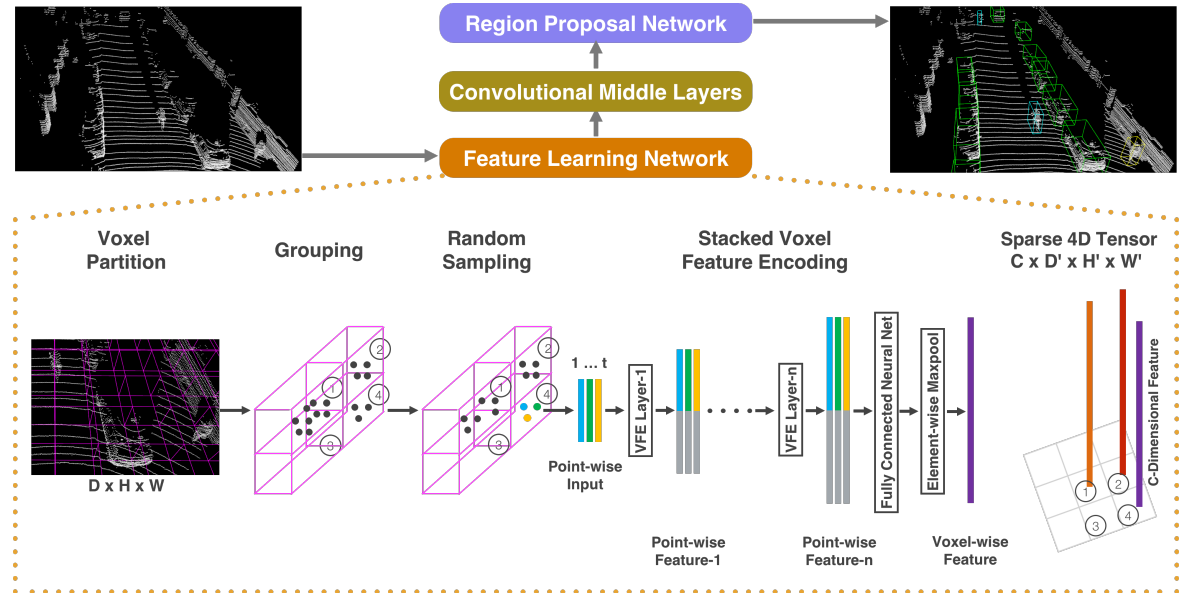 Region Proposal Network
Convolutional Middle Layers
Feature Learning Network
Voxel
Partition
Grouping
Random
Sampling
Stacked Voxel
Feature Encoding
Sparse 4D Tensor
C x D' x H' x W'
D x H x W
1
2
3
4
1
2
3
4
1 ... t
Point-wise
Input
VFE Layer-1
Point-wise
Feature-1
VFE Layer-n
Point-wise
Feature-n
Fully Connected Neural Net
Element-wise Maxpool
Voxel-wise
Feature
C-Dimensional Feature
1
2
3
4